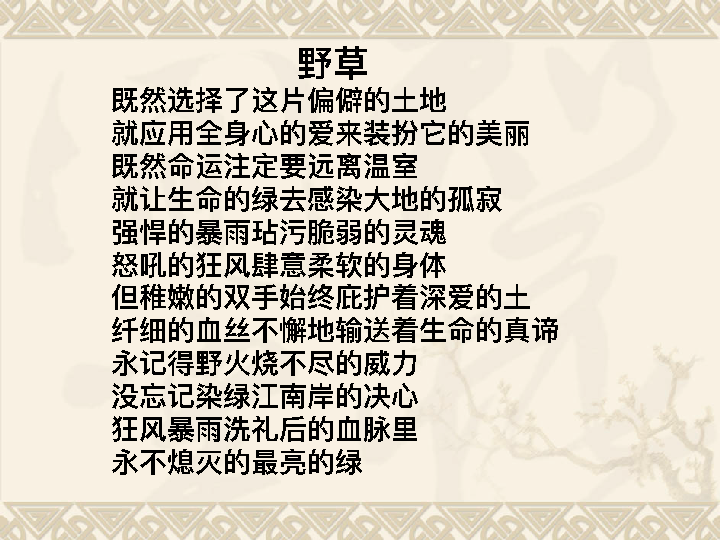 野草
既然选择了这片偏僻的土地
就应用全身心的爱来装扮它的美丽
既然命运注定要远离温室
就让生命的绿去感染大地的孤寂
强悍的暴雨玷污脆弱的灵魂
怒吼的狂风肆意柔软的身体
但稚嫩的双手始终庇护着深爱的土
纤细的血丝不懈地输送着生命的真谛
永记得野火烧不尽的威力
没忘记染绿江南岸的决心
狂风暴雨洗礼后的血脉里
永不熄灭的最亮的绿